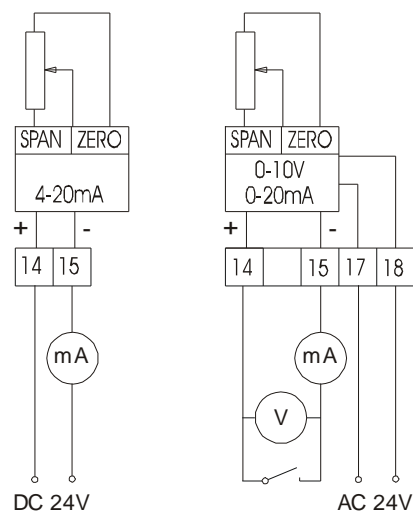 SPAN ZERO
4-20mA
+ -
14 15
mA
DC 24V
SPAN ZERO
0-10V
0-20mA
+ -
14 15 17 18
mA
V
AC 24V